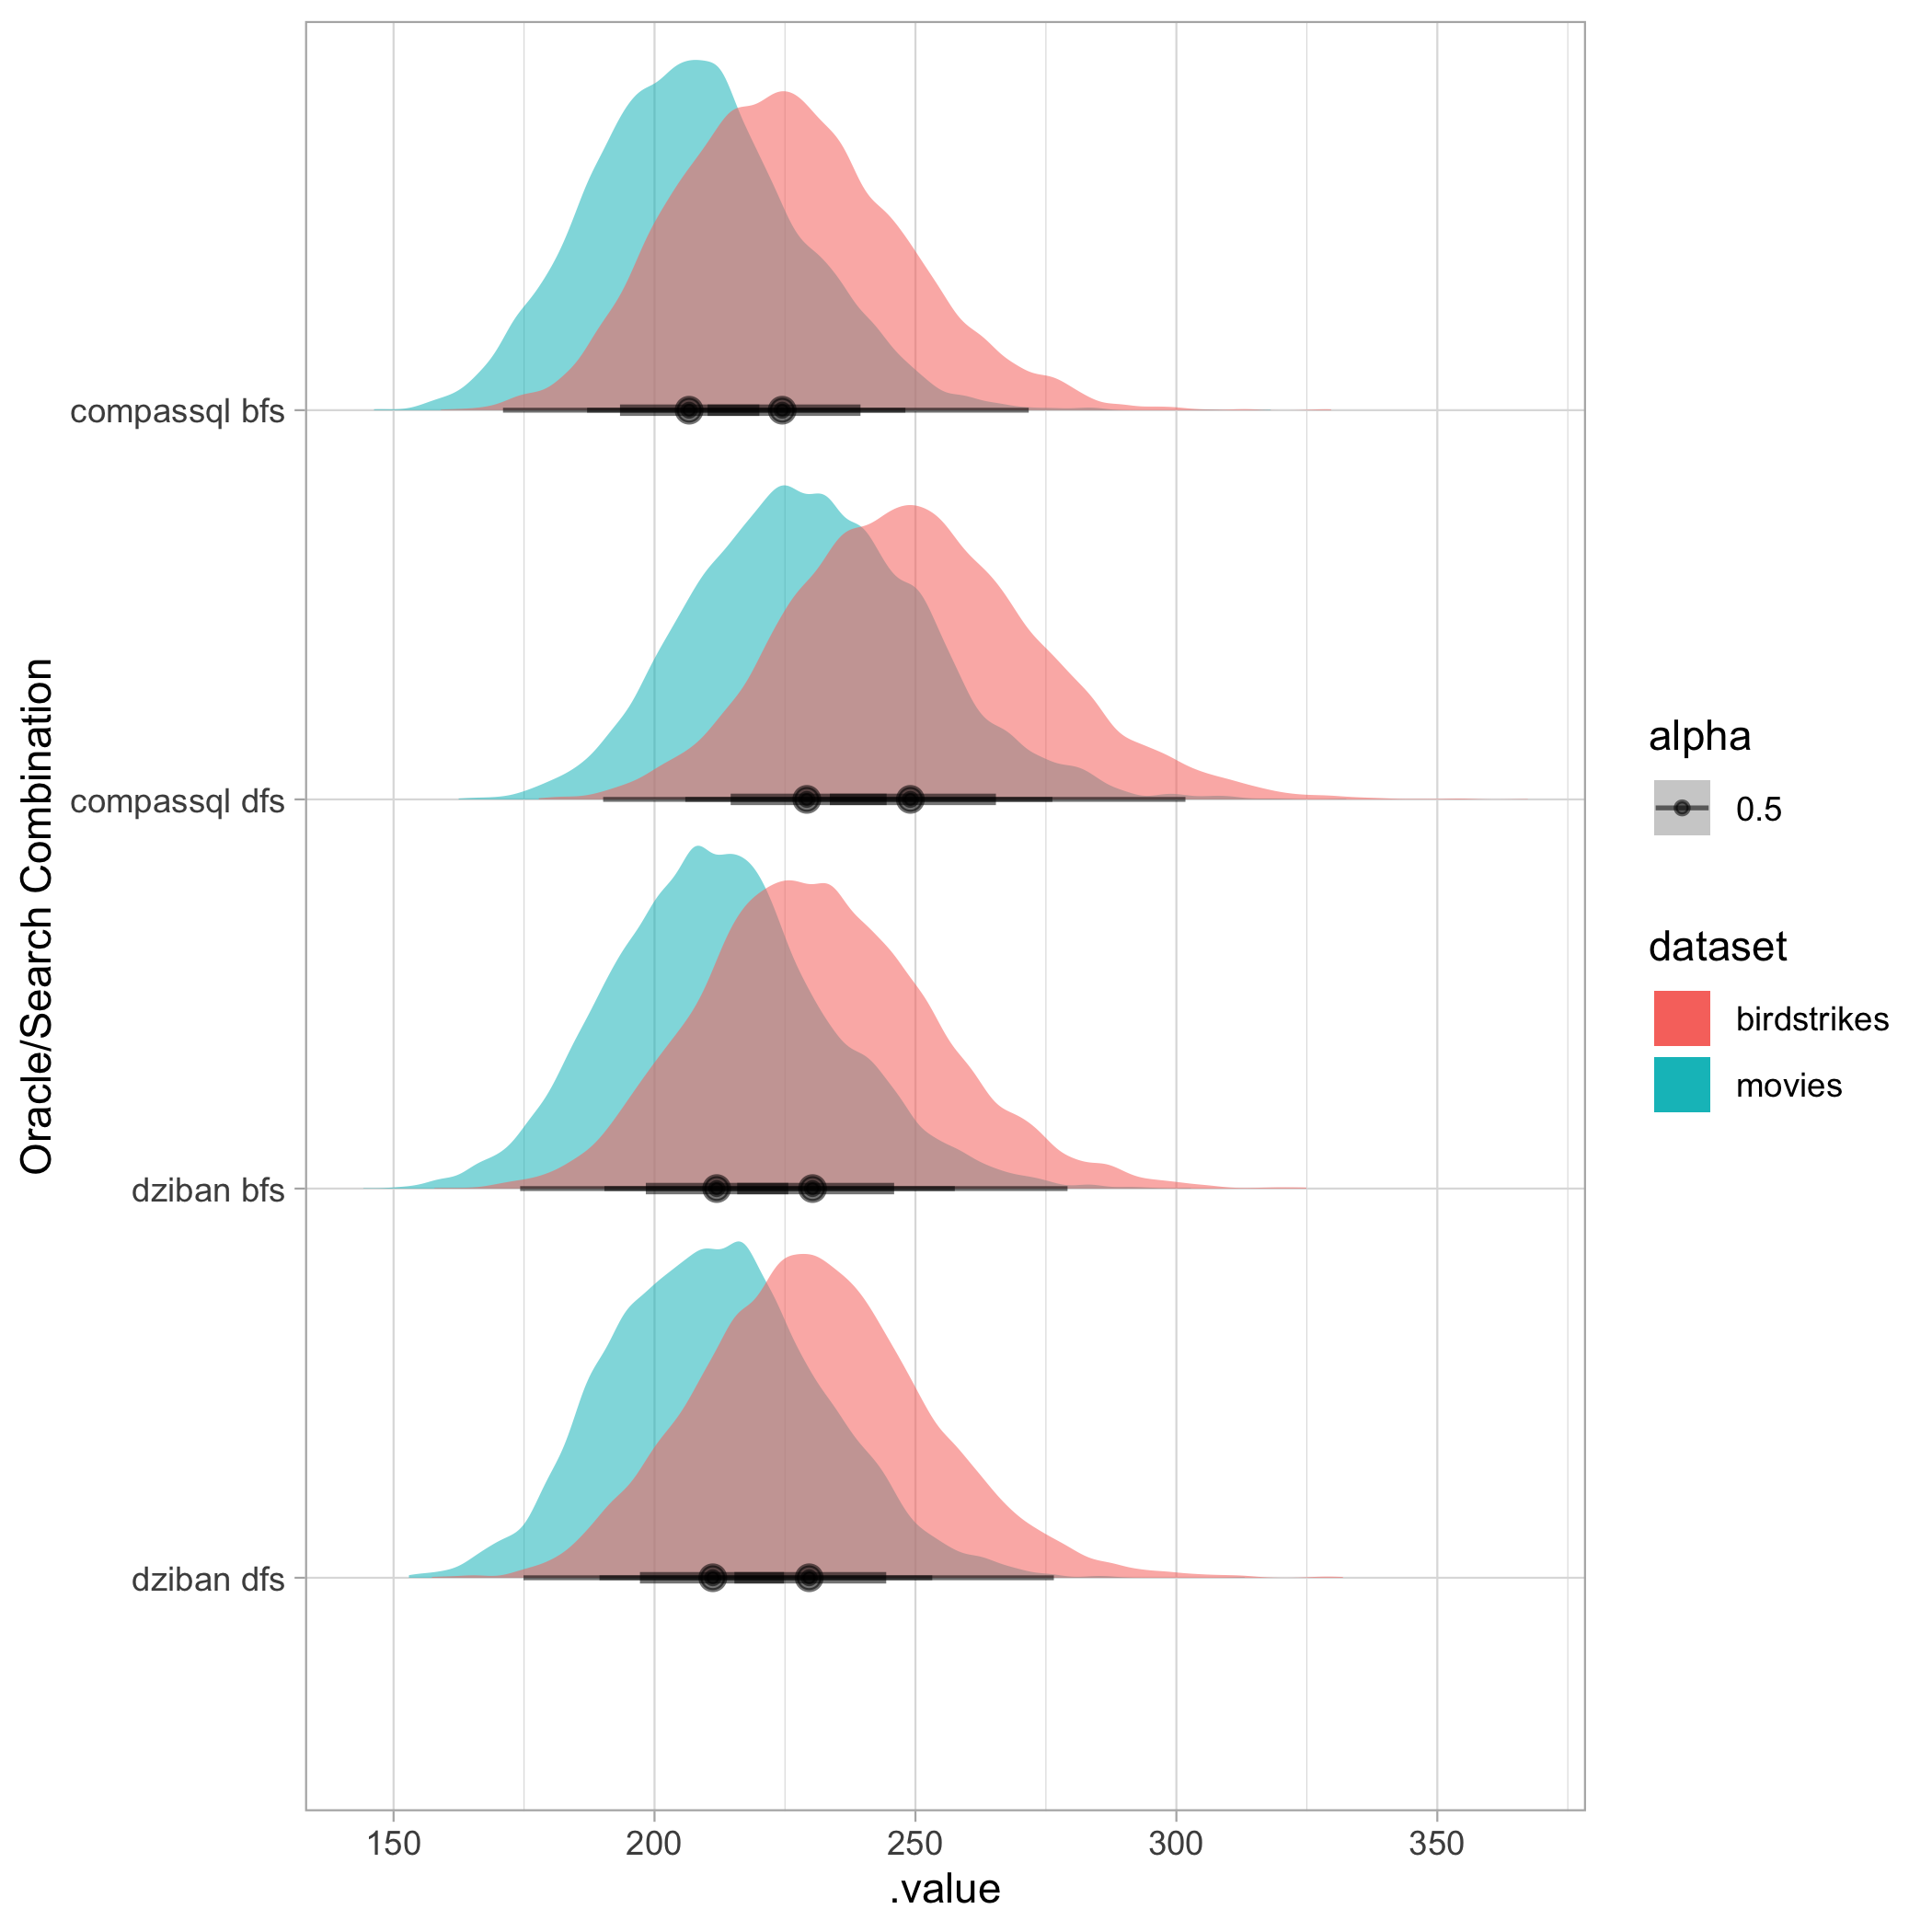 Oracle/Search Combination
compassql bfs
compassql dfs
dziban bfs
dziban dfs
150 200 250 300 350
.value
alpha
0.5
dataset
birdstrikes
movies